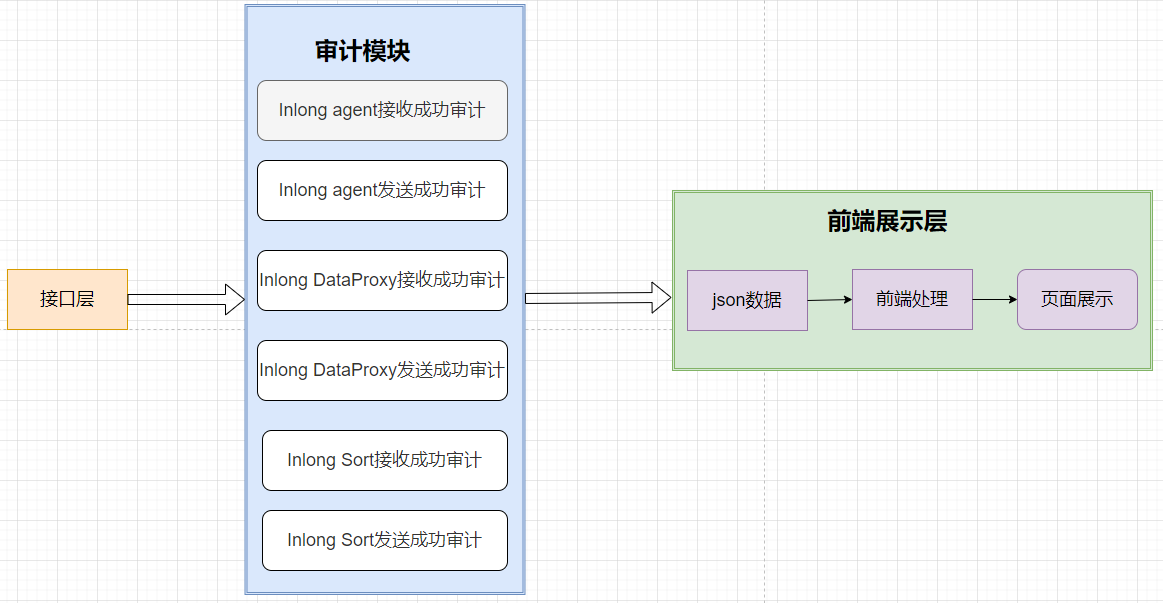 审计模块
Inlong agent接收成功审计
Inlong agent发送成功审计
Inlong DataProxy接收成功审计
Inlong DataProxy发送成功审计
Inlong Sort接收成功审计
Inlong Sort发送成功审计
接口层
前端展示层
json数据
前端处理
页面展示